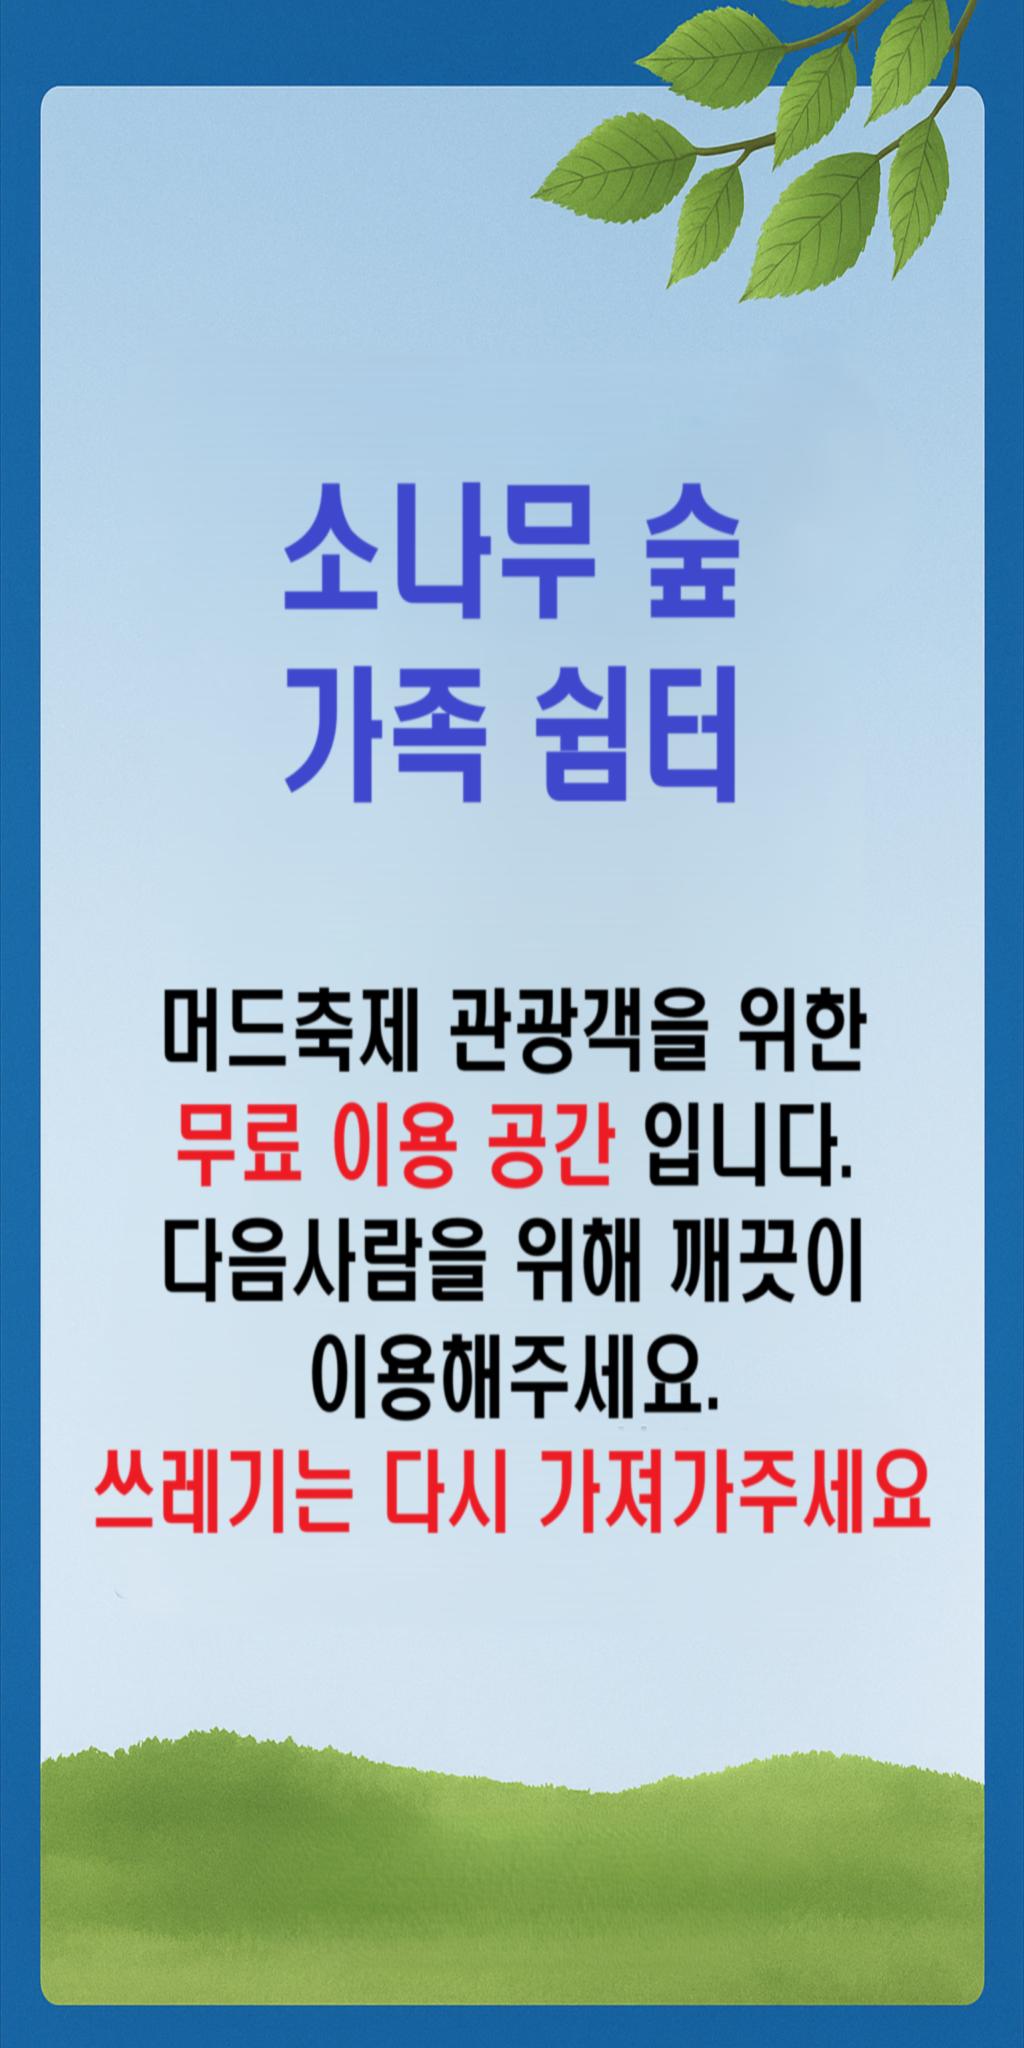 소나무 숲
가족 쉼터
머드축제 관광객을 위한
무료 이용 공간 입니다.
다음사람을 위해 깨끗이
이용해주세요.
쓰레기는 다시 가져가주세요